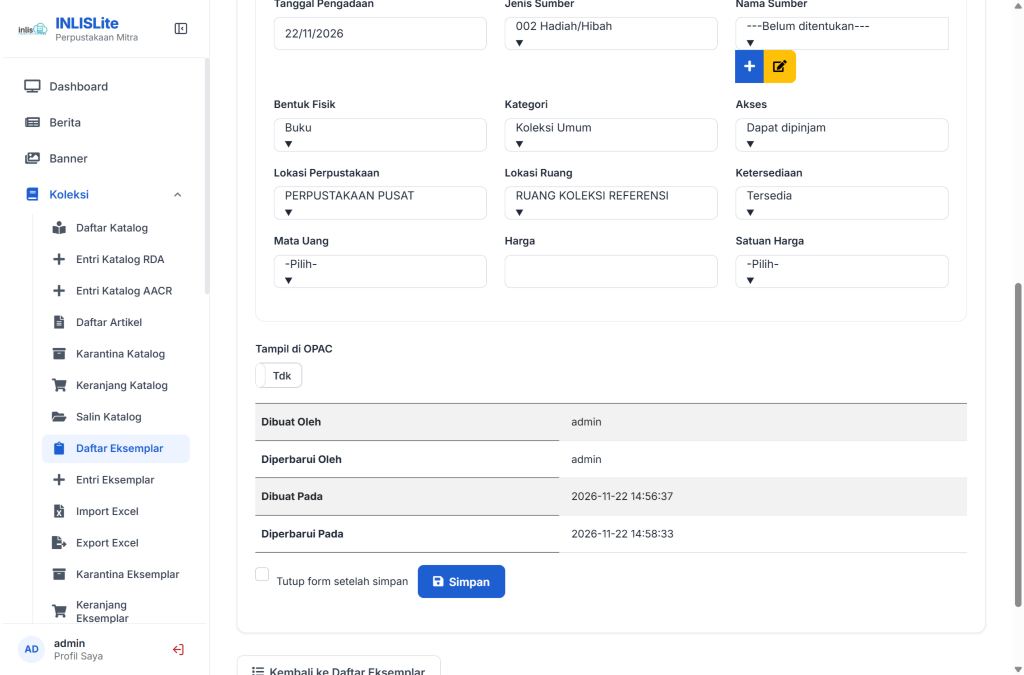 inlis
INLISLite
Perpustakaan Mitra
Dashboard
Berita
Banner
Koleksi
Daftar Katalog
Entri Katalog RDA
Entri Katalog AACR
Daftar Artikel
Karantina Katalog
Keranjang Katalog
Salin Katalog
Daftar Eksemplar
Entri Eksemplar
Import Excel
Export Excel
Karantina Eksemplar
Keranjang
Eksemplar
AD
admin
Profil Saya
Tanggal Pengadaan
Jenis Sumber
Nama Sumber
22/11/2026
002 Hadiah/Hibah
---Belum ditentukan---
Bentuk Fisik
Kategori
Akses
Buku
Koleksi Umum
Dapat dipinjam
Lokasi Perpustakaan
Lokasi Ruang
Ketersediaan
PERPUSTAKAAN PUSAT
RUANG KOLEKSI REFERENSI
Tersedia
Mata Uang
Harga
Satuan Harga
-Pilih-
-Pilih-
Tampil di OPAC
Tdk
Dibuat Oleh admin
Diperbarui Oleh admin
Dibuat Pada 2026-11-22 14:56:37
Diperbarui Pada 2026-11-22 14:58:33
Tutup form setelah simpan
Simpan
Kembali ke Daftar Eksemplar